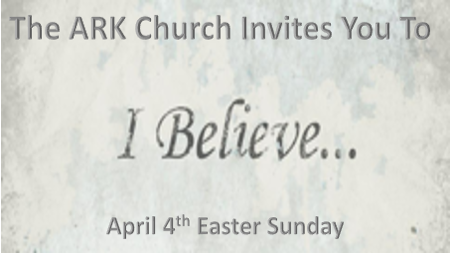 The ARK Church Invites You To
I Believe...
April 4th Easter Sunday